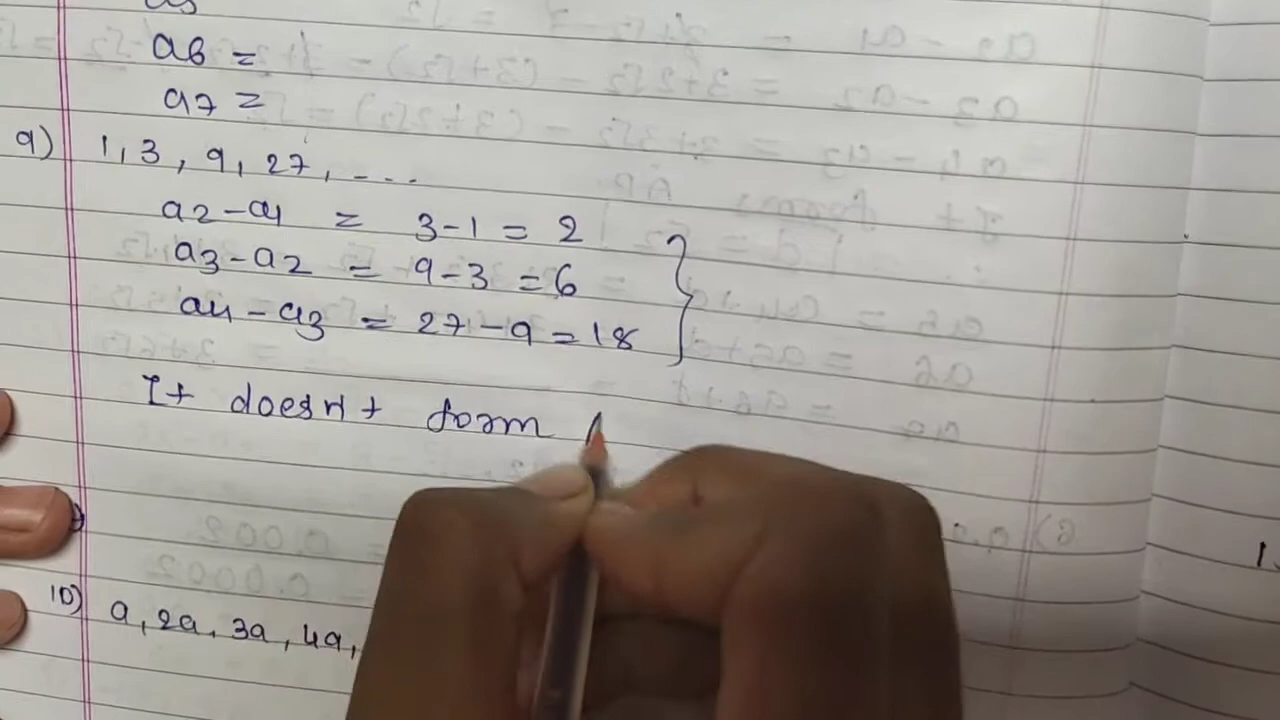 a6 =
a7 =
9) 1, 3, 9, 27, ...
a2 - a1 = 3 - 1 = 2
a3 - a2 = 9 - 3 = 6
a4 - a3 = 27 - 9 = 18
It doesn't form
10) a, 2a, 3a, 4a,